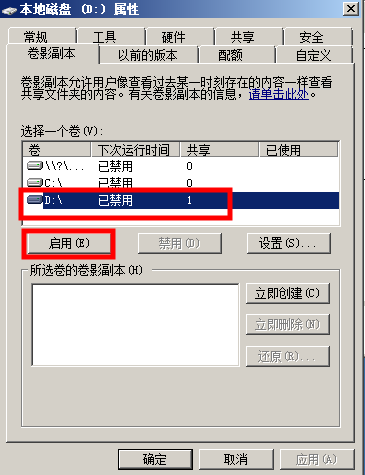 本地磁盘 (D:) 属性
常规 工具 硬件 共享 安全
卷影副本 以前的版本 配额 自定义
卷影副本允许用户像查看过去某一时刻存在的内容一样查看
共享文件夹的内容。有关卷影副本的信息，请单击此处。
选择一个卷(V):
卷 下次运行时间 共享 已使用
\\?\... 已禁用 0
C:\ 已禁用 0
D:\ 已禁用 1
启用(E) 禁用(D) 设置(S)...
所选卷的卷影副本(H)
立即创建(C)
立即删除(N)
还原(R)...
确定 取消 应用(A)